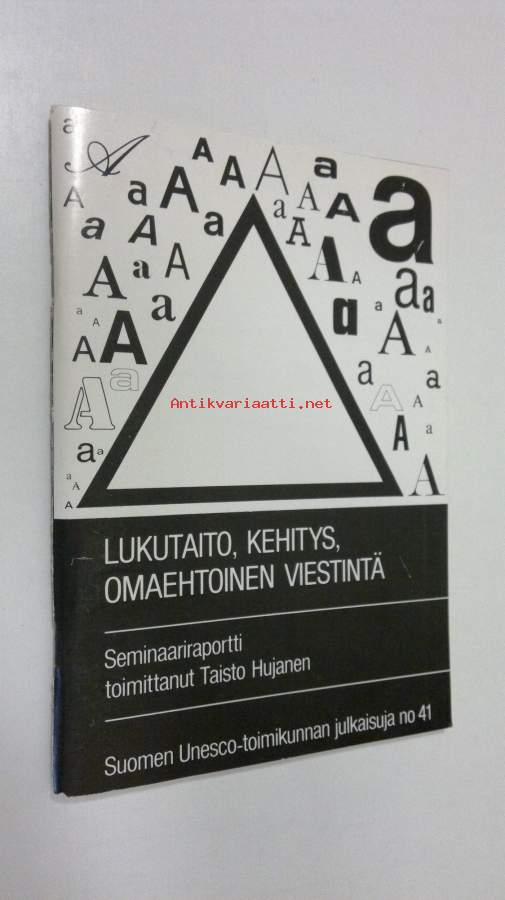 Antikvariaatti.net
LUKUTAITO, KEHITYS,
OMAEHTOINEN VIESTINTÄ
Seminaariraportti
toimittanut Taisto Hujanen
Suomen Unesco-toimikunnan julkaisuja no 41